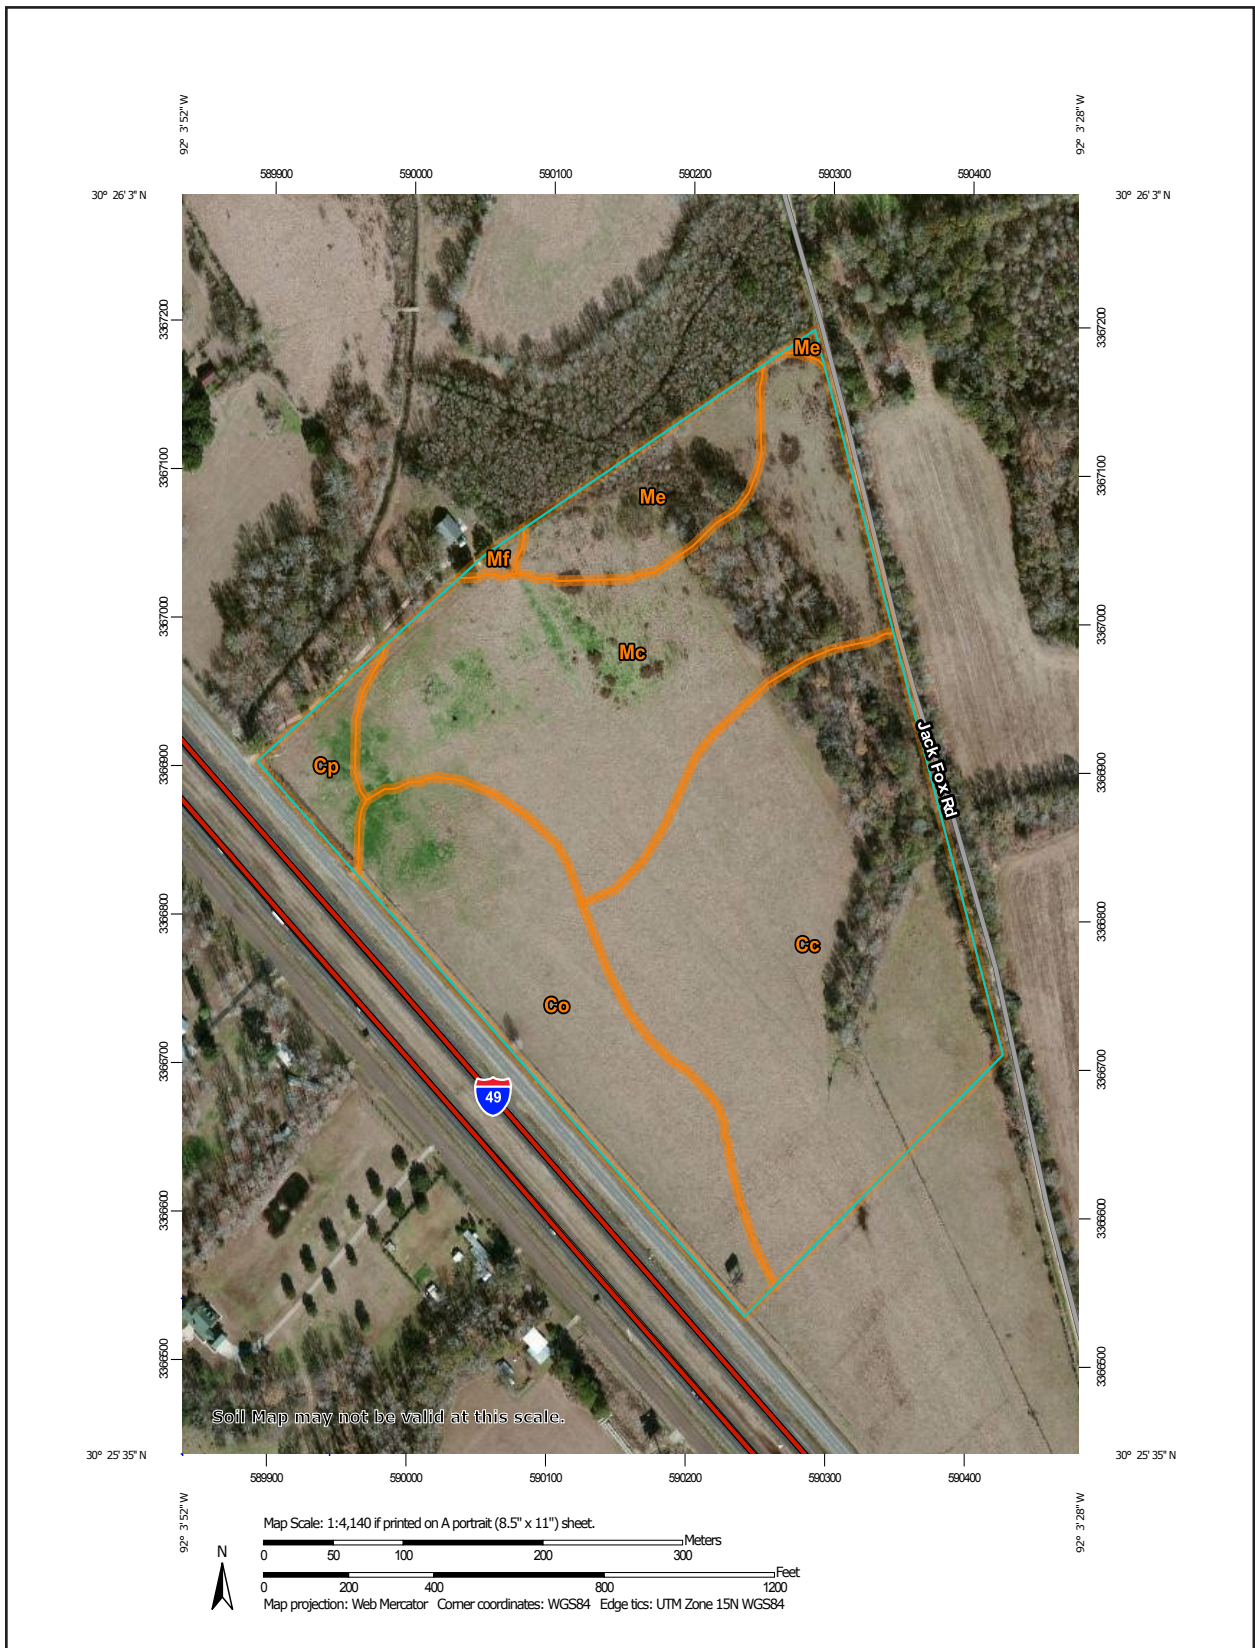 92° 3' 52'' W
92° 3' 28'' W
589900
590000
590100
590200
590300
590400
30° 26' 3'' N
30° 26' 3'' N
3367200
3367200
Me
3367100
3367100
Me
Mf
3367000
3367000
Mc
Jack Fox Rd
3366900
3366900
Cp
3366800
3366800
Cc
Co
3366700
3366700
49
3366600
3366600
3366500
3366500
Soil Map may not be valid at this scale.
30° 25' 35'' N
30° 25' 35'' N
589900
590000
590100
590200
590300
590400
92° 3' 52'' W
92° 3' 28'' W
Map Scale: 1:4,140 if printed on A portrait (8.5" x 11") sheet.
N
Meters
0
50
100
200
300
Feet
0
200
400
800
1200
Map projection: Web Mercator Corner coordinates: WGS84 Edge tics: UTM Zone 15N WGS84